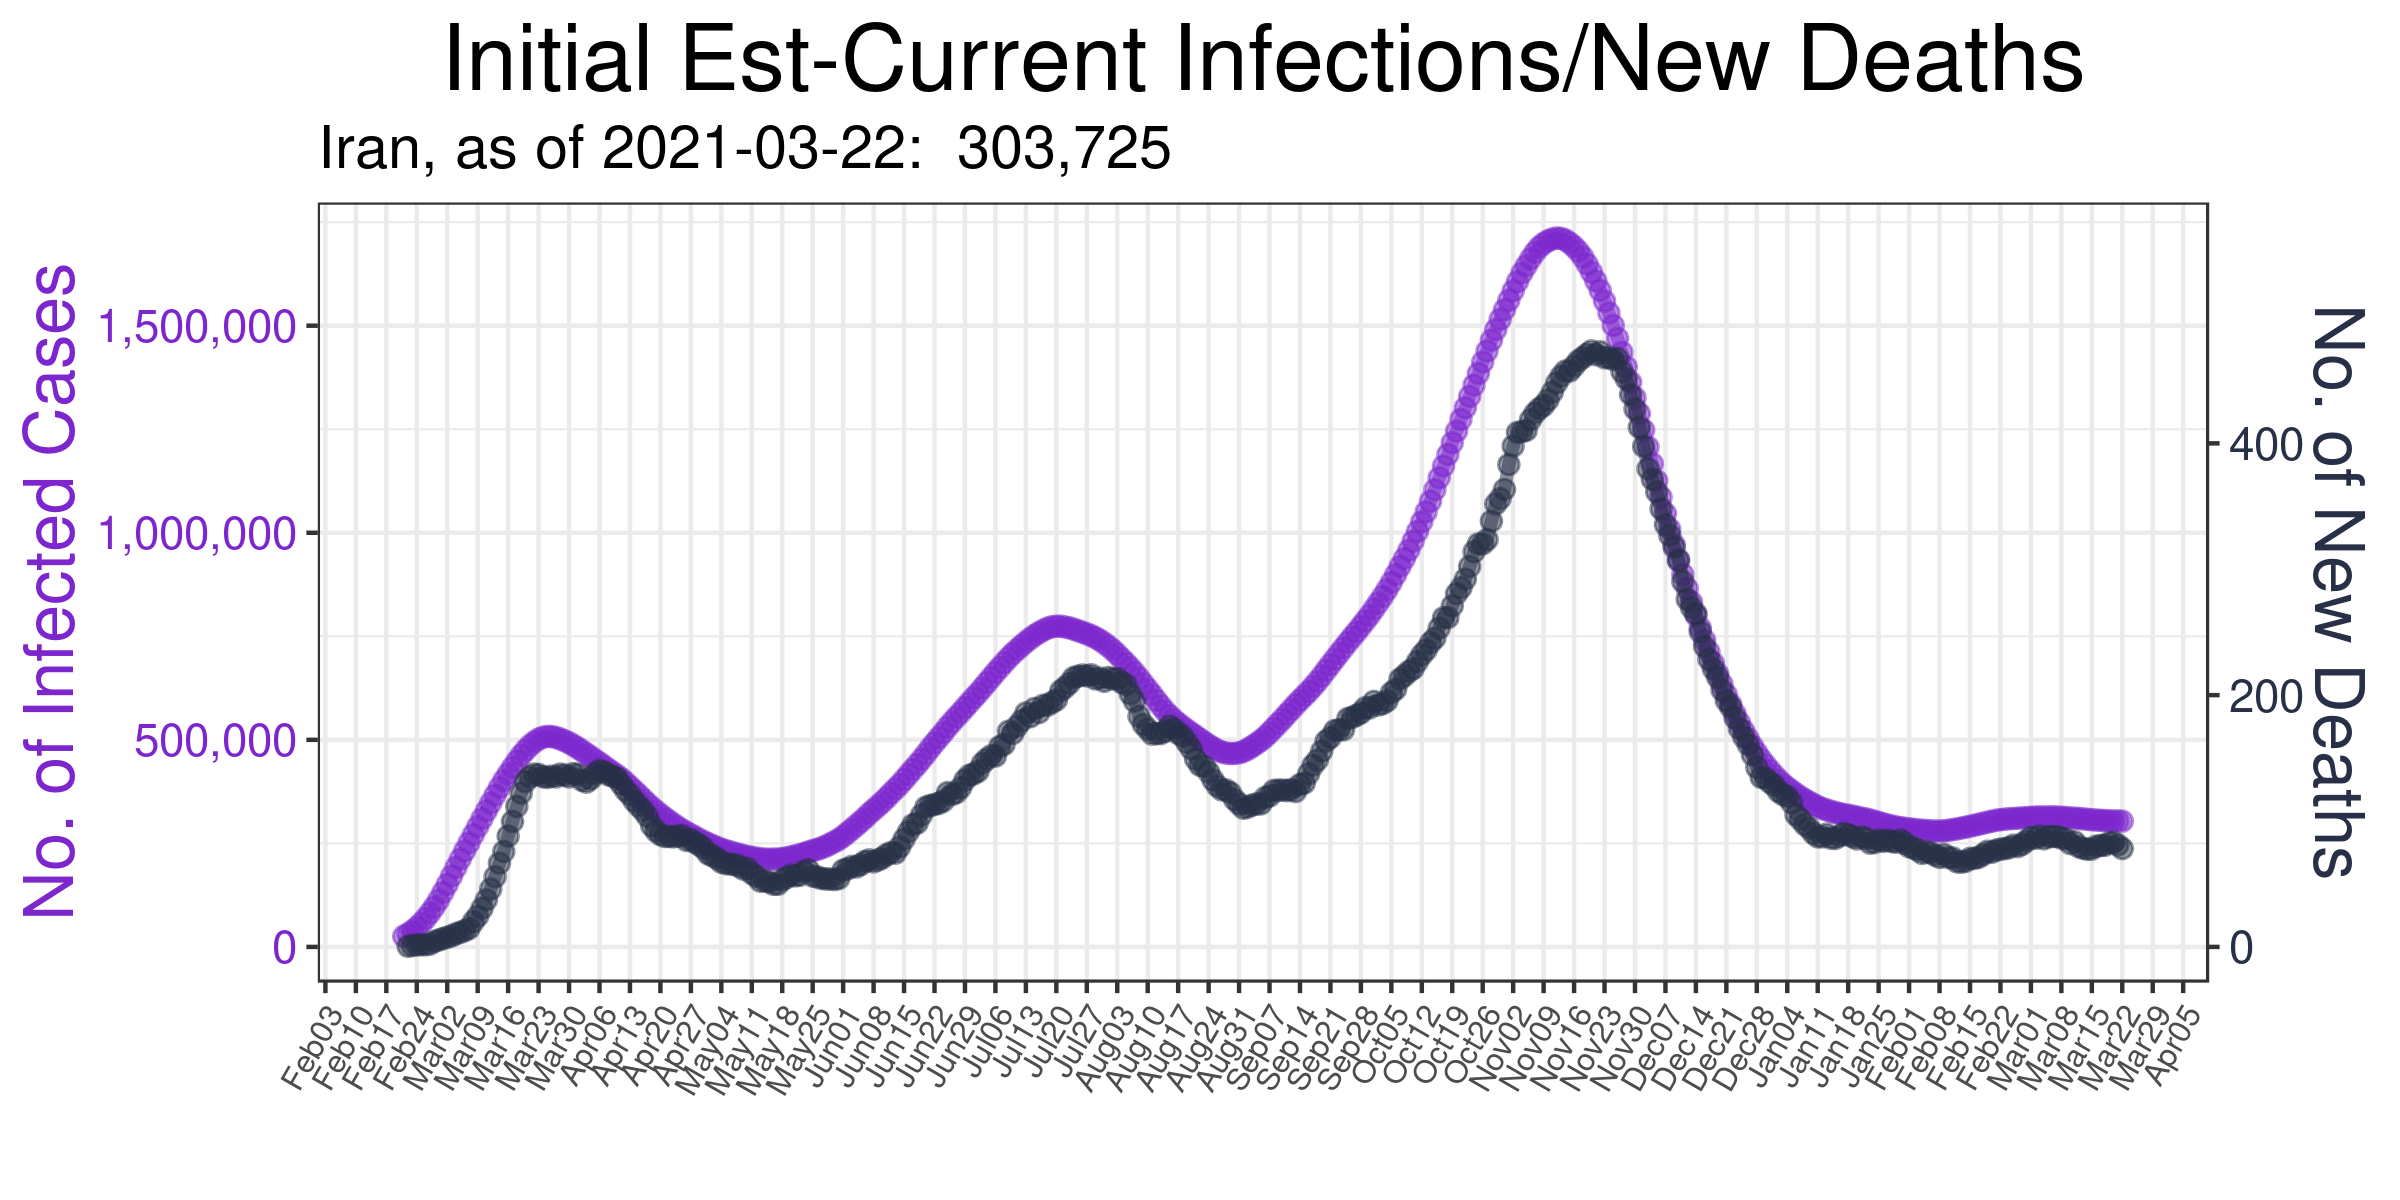 Initial Est-Current Infections/New Deaths
Iran, as of 2021-03-22:  303,725
No. of Infected Cases
1,500,000
1,000,000
500,000
0
No. of New Deaths
400
200
0
Feb03
Feb10
Feb17
Feb24
Mar02
Mar09
Mar16
Mar23
Mar30
Apr06
Apr13
Apr20
Apr27
May04
May11
May18
May25
Jun01
Jun08
Jun15
Jun22
Jun29
Jul06
Jul13
Jul20
Jul27
Aug03
Aug10
Aug17
Aug24
Aug31
Sep07
Sep14
Sep21
Sep28
Oct05
Oct12
Oct19
Oct26
Nov02
Nov09
Nov16
Nov23
Nov30
Dec07
Dec14
Dec21
Dec28
Dec28
Jan04
Jan11
Jan18
Jan25
Feb01
Feb08
Feb15
Feb22
Mar01
Mar08
Mar15
Mar22
Mar29
Apr05